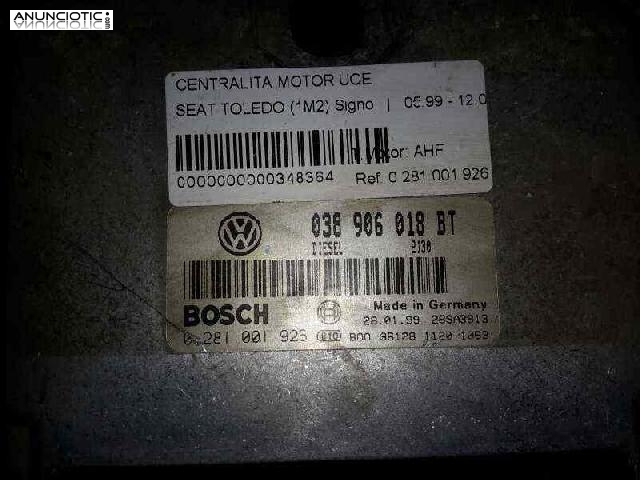 ANUNCIOTIC
CENTRALITA MOTOR UCE
SEAT TOLEDO (1M2) Signo | 05.99 - 12.0
Motor: AHF
0000000000348364 Ref. 0 281 001 926
038 906 018 BT
DIESEL
BOSCH
Made in Germany
28SA3913
0 281 001 926